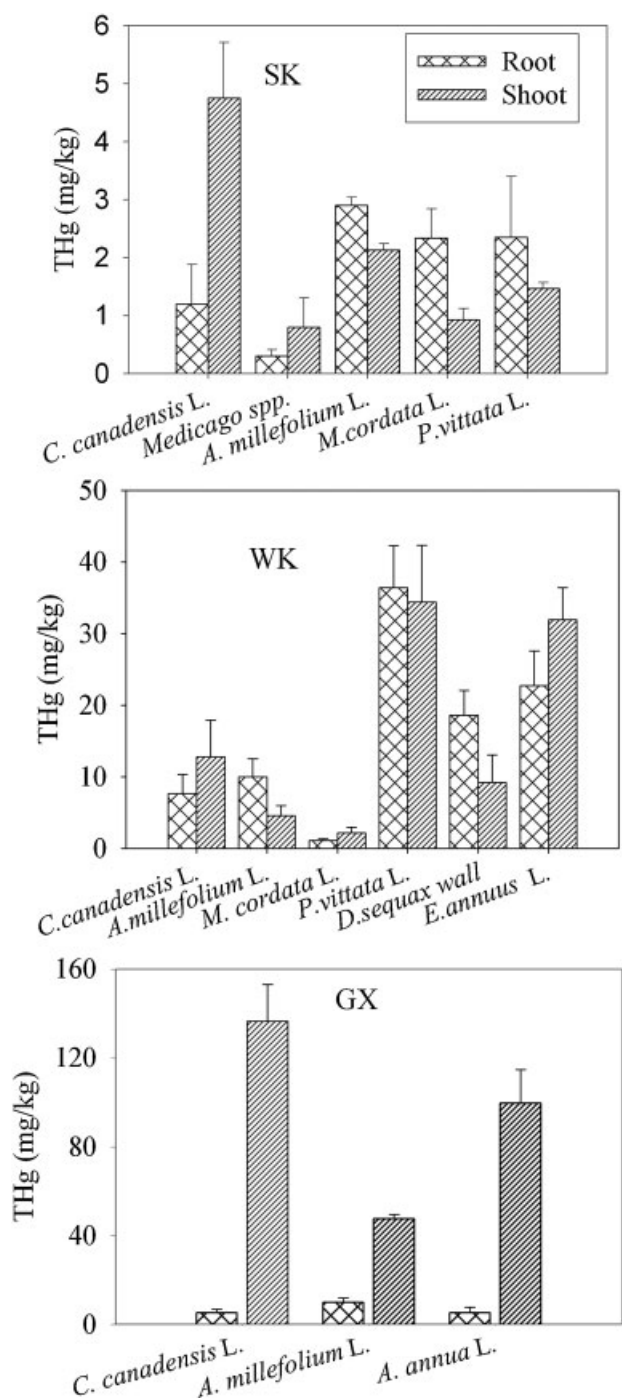 6
5
4
3
2
1
0
THg (mg/kg)
SK
Root
Shoot
C. canadensis L.
Medicago spp.
A. millefolium L.
M.cordata L.
P.vittata L.
50
40
30
20
10
0
THg (mg/kg)
WK
C.canadensis L.
A.millefolium L.
M. cordata L.
P.vittata L.
D.sequax wall
E.annuus L.
160
120
80
40
0
THg (mg/kg)
GX
C. canadensis L.
A. millefolium L.
A. annua L.